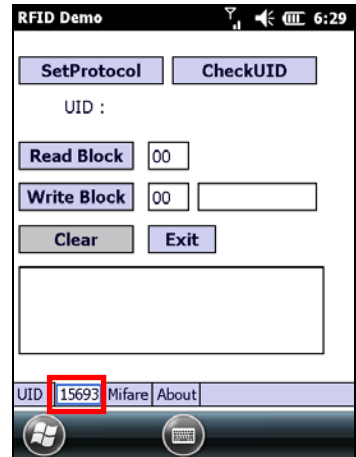 RFID Demo 6:29
SetProtocol CheckUID
UID :
Read Block 00
Write Block 00
Clear Exit
UID 15693 Mifare About